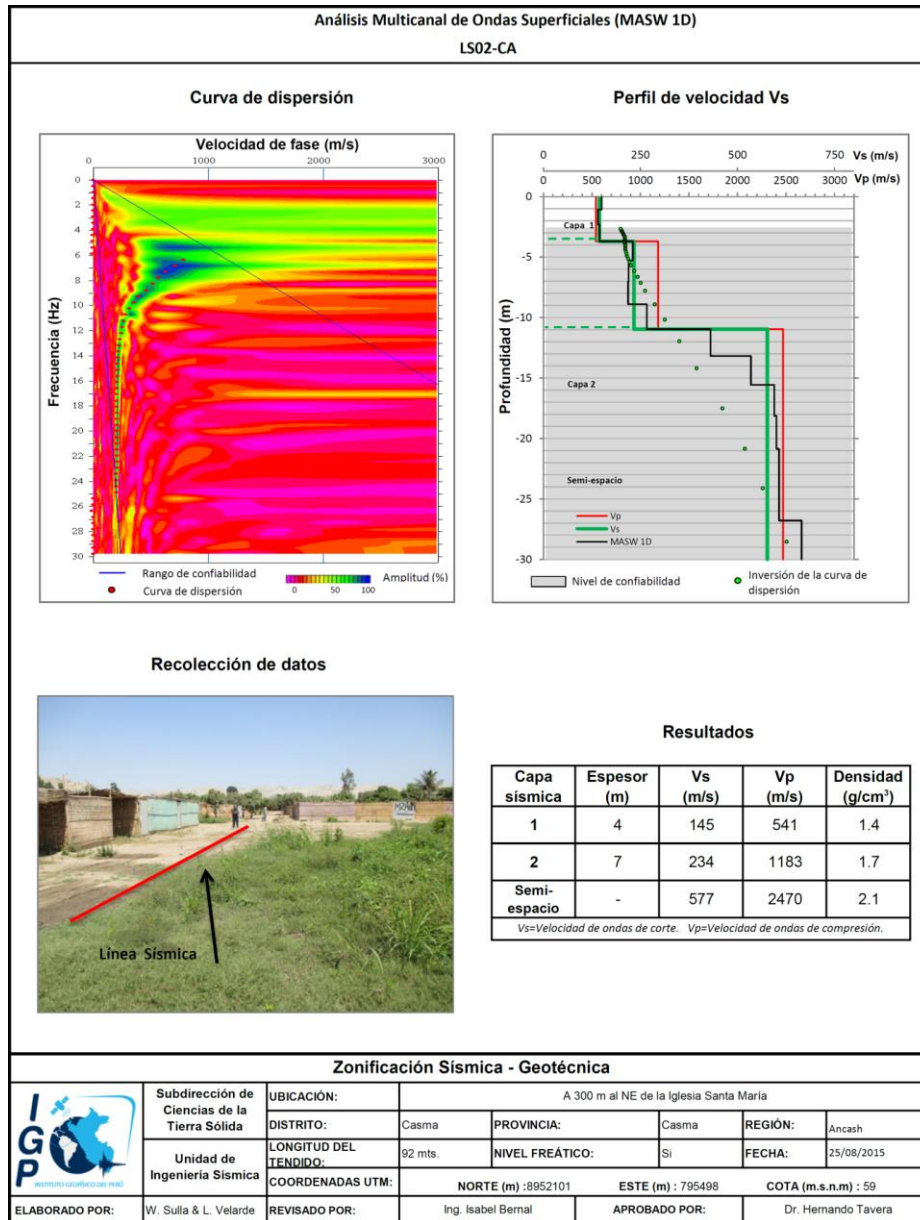 Análisis Multicanal de Ondas Superficiales (MASW 1D)
LS02-CA
Curva de dispersión
Velocidad de fase (m/s)
0 1000 2000 3000
Frecuencia (Hz)
0
2
4
6
8
10
12
14
16
18
20
22
24
26
28
30
Rango de confiabilidad
Curva de dispersión
Amplitud (%)
0 50 100
Perfil de velocidad Vs
0 250 500 750 Vs (m/s)
Vp (m/s)
0 500 1000 1500 2000 2500 3000
Profundidad (m)
0
-5
-10
-15
-20
-25
-30
Capa 1
Capa 2
Semi-espacio
Vp
Vs
MASW 1D
Nivel de confiabilidad
Inversión de la curva de
dispersión
Recolección de datos
Línea Sísmica
Resultados
Capa sísmica Espesor (m) Vs (m/s) Vp (m/s) Densidad (g/cm³)
1 4 145 541 1.4
2 7 234 1183 1.7
Semi-espacio - 577 2470 2.1
Vs=Velocidad de ondas de corte. Vp=Velocidad de ondas de compresión.
Zonificación Sísmica - Geotécnica
IGP
INSTITUTO GEOFÍSICO DEL PERÚ
Subdirección de
Ciencias de la
Tierra Sólida
Unidad de
Ingeniería Sísmica
UBICACIÓN: A 300 m al NE de la Iglesia Santa María
DISTRITO: Casma PROVINCIA: Casma REGIÓN: Ancash
LONGITUD DEL TENDIDO: 92 mts. NIVEL FREÁTICO: Si FECHA: 25/08/2015
COORDENADAS UTM: NORTE (m) :8952101 ESTE (m) : 795498 COTA (m.s.n.m) : 59
ELABORADO POR: W. Sulla & L. Velarde REVISADO POR: Ing. Isabel Bernal APROBADO POR: Dr. Hernando Tavera